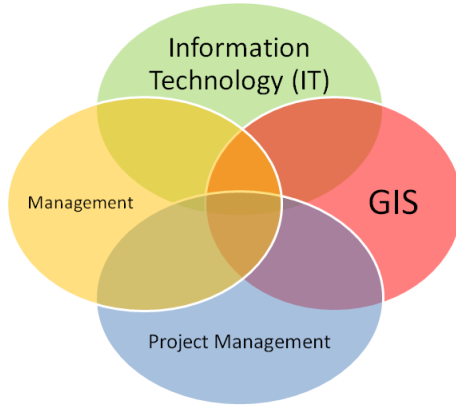 Information
Technology (IT)
Management
GIS
Project Management